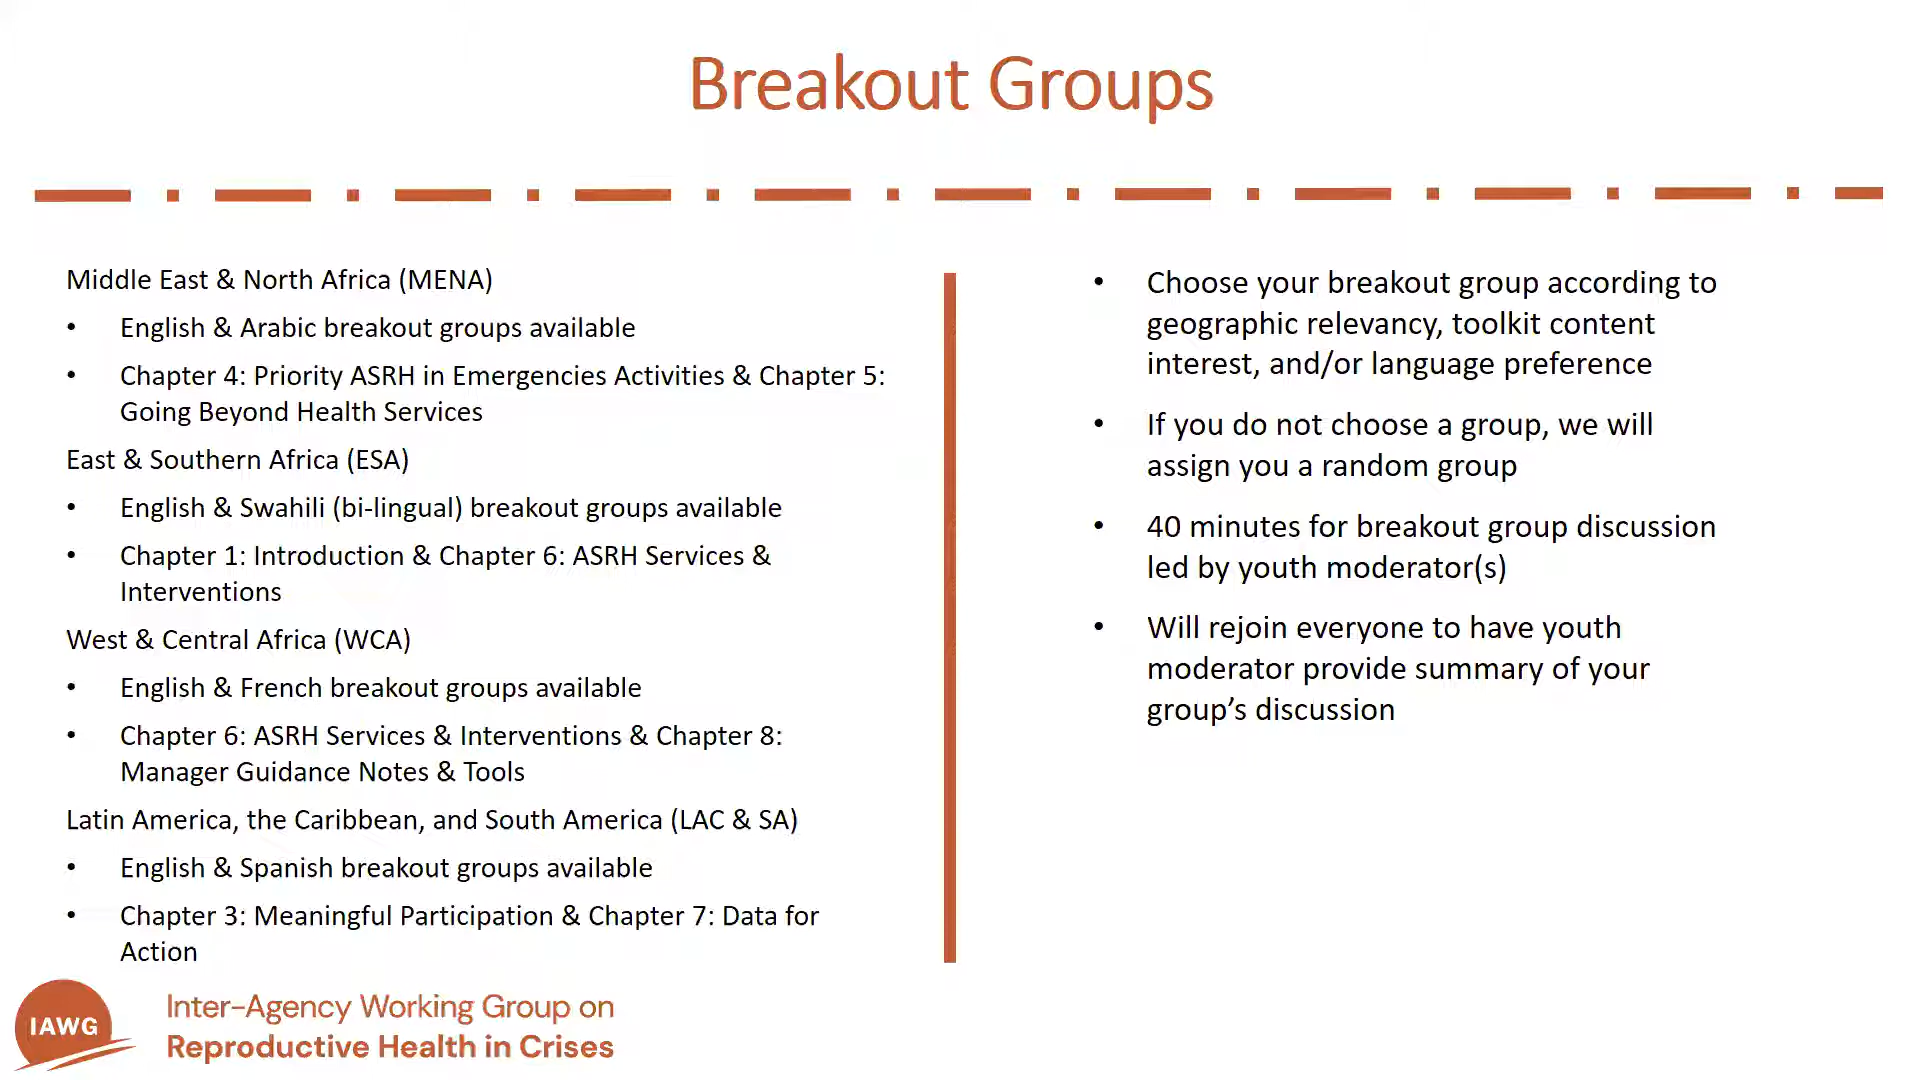 Breakout Groups
Middle East & North Africa (MENA)
• English & Arabic breakout groups available
• Chapter 4: Priority ASRH in Emergencies Activities & Chapter 5:
Going Beyond Health Services
East & Southern Africa (ESA)
• English & Swahili (bi-lingual) breakout groups available
• Chapter 1: Introduction & Chapter 6: ASRH Services &
Interventions
West & Central Africa (WCA)
• English & French breakout groups available
• Chapter 6: ASRH Services & Interventions & Chapter 8:
Manager Guidance Notes & Tools
Latin America, the Caribbean, and South America (LAC & SA)
• English & Spanish breakout groups available
• Chapter 3: Meaningful Participation & Chapter 7: Data for
Action
• Choose your breakout group according to
geographic relevancy, toolkit content
interest, and/or language preference
• If you do not choose a group, we will
assign you a random group
• 40 minutes for breakout group discussion
led by youth moderator(s)
• Will rejoin everyone to have youth
moderator provide summary of your
group’s discussion
IAWG
Inter-Agency Working Group on
Reproductive Health in Crises